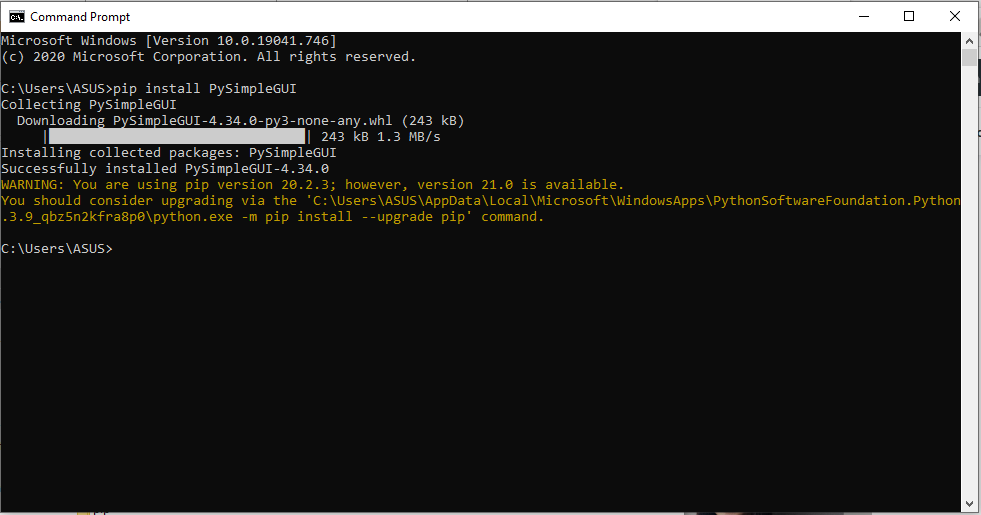 Command Prompt
Microsoft Windows [Version 10.0.19041.746]
(c) 2020 Microsoft Corporation. All rights reserved.
C:\Users\ASUS>pip install PySimpleGUI
Collecting PySimpleGUI
Downloading PySimpleGUI-4.34.0-py3-none-any.whl (243 kB)
| | 243 kB 1.3 MB/s
Installing collected packages: PySimpleGUI
Successfully installed PySimpleGUI-4.34.0
WARNING: You are using pip version 20.2.3; however, version 21.0 is available.
You should consider upgrading via the 'C:\Users\ASUS\AppData\Local\Microsoft\WindowsApps\PythonSoftwareFoundation.Python
.3.9_qbz5n2kfra8p0\python.exe -m pip install --upgrade pip' command.
C:\Users\ASUS>